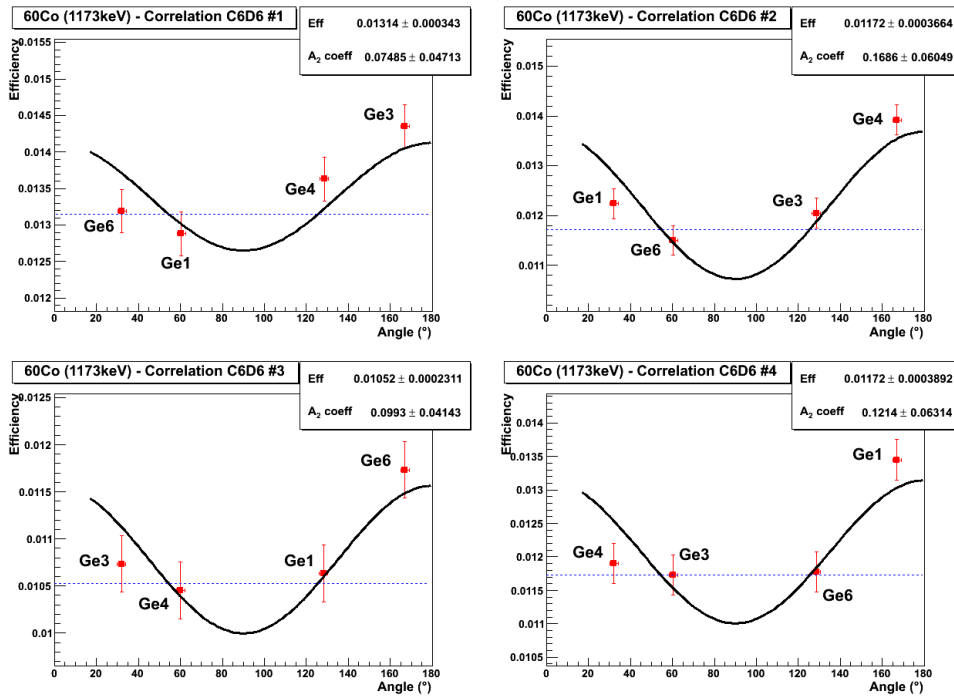 60Co (1173keV) - Correlation C6D6 #1
Eff 0.01314 ± 0.000343
A2 coeff 0.07485 ± 0.04713
Efficiency
0.0155
0.015
0.0145
0.014
0.0135
0.013
0.0125
0.012
Ge6
Ge1
Ge4
Ge3
0 20 40 60 80 100 120 140 160 180
Angle (°)
60Co (1173keV) - Correlation C6D6 #2
Eff 0.01172 ± 0.0003664
A2 coeff 0.1686 ± 0.06049
Efficiency
0.015
0.014
0.013
0.012
0.011
Ge1
Ge6
Ge3
Ge4
0 20 40 60 80 100 120 140 160 180
Angle (°)
60Co (1173keV) - Correlation C6D6 #3
Eff 0.01052 ± 0.0002311
A2 coeff 0.0993 ± 0.04143
Efficiency
0.0125
0.012
0.0115
0.011
0.0105
0.01
Ge3
Ge4
Ge1
Ge6
0 20 40 60 80 100 120 140 160 180
Angle (°)
60Co (1173keV) - Correlation C6D6 #4
Eff 0.01172 ± 0.0003892
A2 coeff 0.1214 ± 0.06314
Efficiency
0.014
0.0135
0.013
0.0125
0.012
0.0115
0.011
0.0105
Ge4
Ge3
Ge6
Ge1
0 20 40 60 80 100 120 140 160 180
Angle (°)